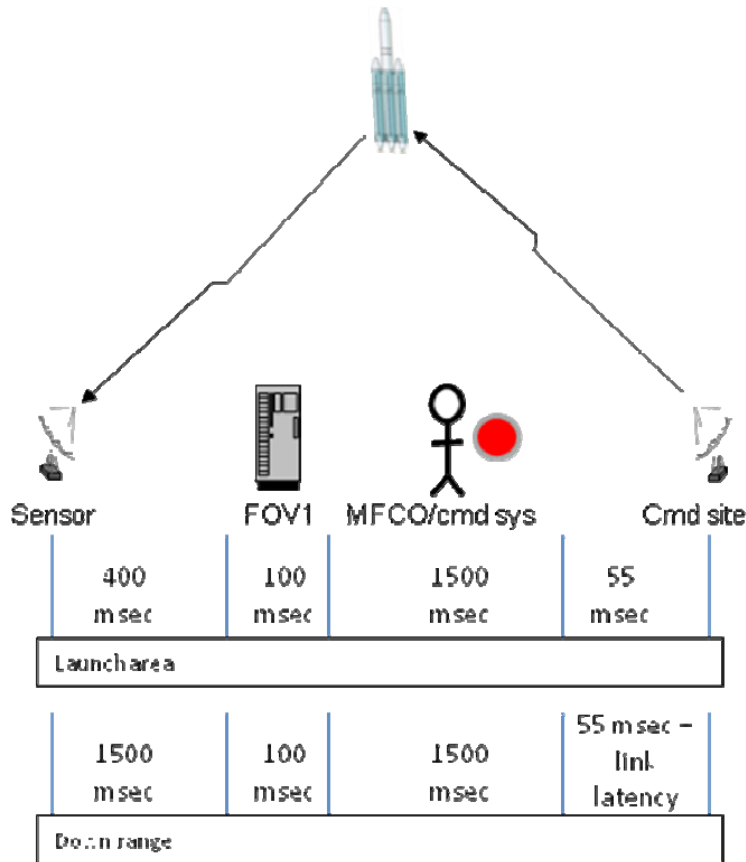 Sensor
FOV1
MFCO/cmd sys
Cmd site
400
msec
100
msec
1500
msec
55
msec
Launch area
1500
msec
100
msec
1500
msec
55 msec –
link
latency
Down range